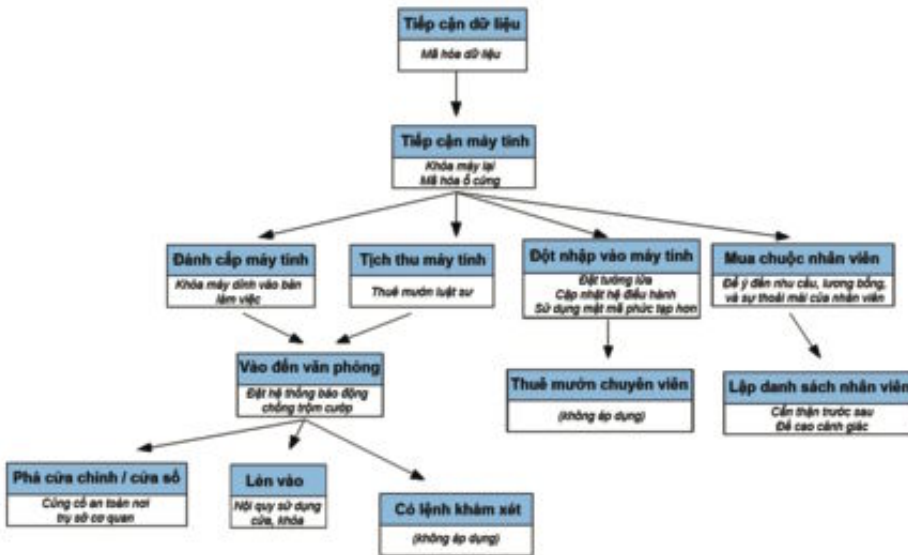 Tiếp cận dữ liệu
Mã hóa dữ liệu
Tiếp cận máy tính
Khóa máy lại
Mã hóa ổ cứng
Đánh cắp máy tính
Khóa máy dính vào bàn
làm việc
Tịch thu máy tính
Thuê mướn luật sư
Đột nhập vào máy tính
Đặt tường lửa
Cập nhật hệ điều hành
Sử dụng mật mã phức tạp hơn
Mua chuộc nhân viên
Để ý đến nhu cầu, lương bổng,
và sự thoải mái của nhân viên
Vào đến văn phòng
Đặt hệ thống báo động
chống trộm cướp
Thuê mướn chuyên viên
(không áp dụng)
Lập danh sách nhân viên
Cẩn thận trước sau
Đề cao cảnh giác
Phá cửa chính / cửa sổ
Củng cố an toàn nơi
trụ sở cơ quan
Lẻn vào
Nội quy sử dụng
cửa, khóa
Có lệnh khám xét
(không áp dụng)